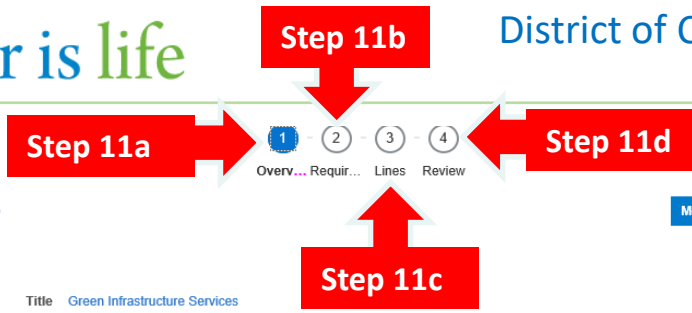 r is life
District of C
Step 11b
Step 11a
1 2 3 4
Step 11d
Overv... Requir... Lines Review
M
Step 11c
Title Green Infrastructure Services